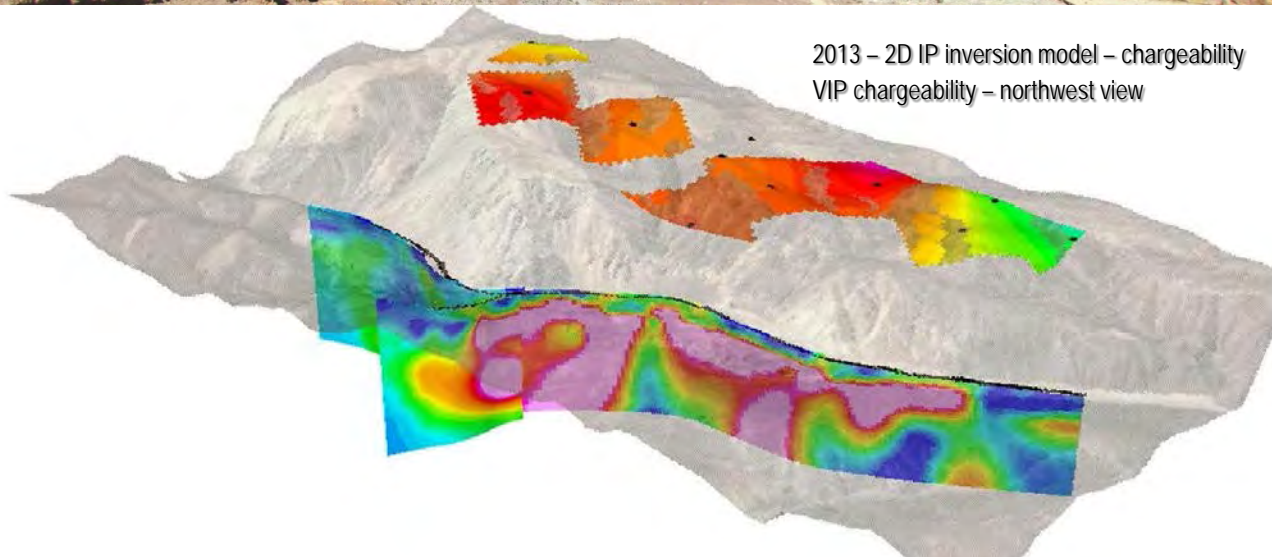 2013 – 2D IP inversion model – chargeability
VIP chargeability – northwest view